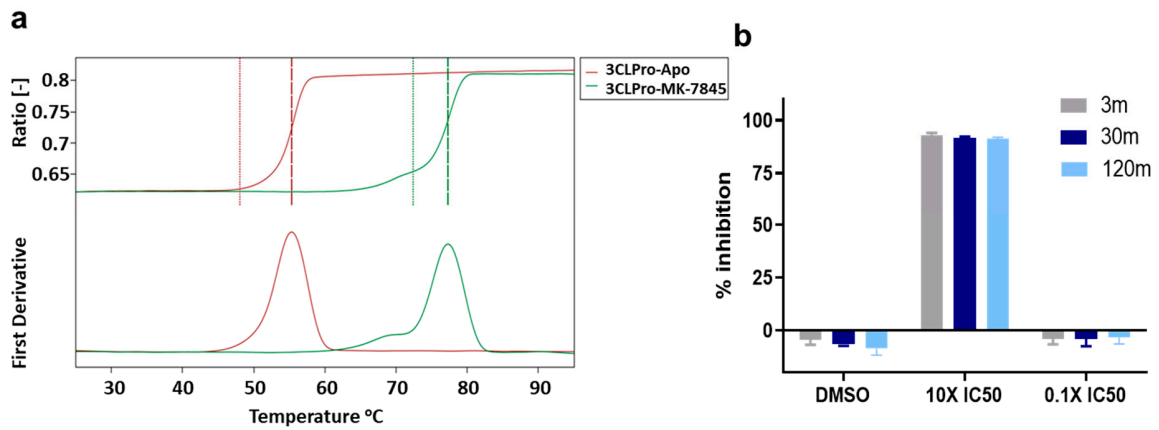 a
Ratio [-]
0.8
0.75
0.7
0.65
3CLPro-Apo
3CLPro-MK-7845
First Derivative
30 40 50 60 70 80 90
Temperature ºC
b
% inhibition
100
75
50
25
0
3m
30m
120m
DMSO 10X IC50 0.1X IC50